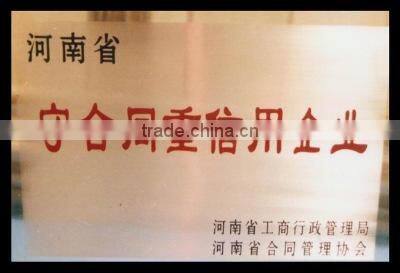 河南省
守合同重信用企业
trade.china.cn
河南省工商行政管理局
河南省合同管理协会